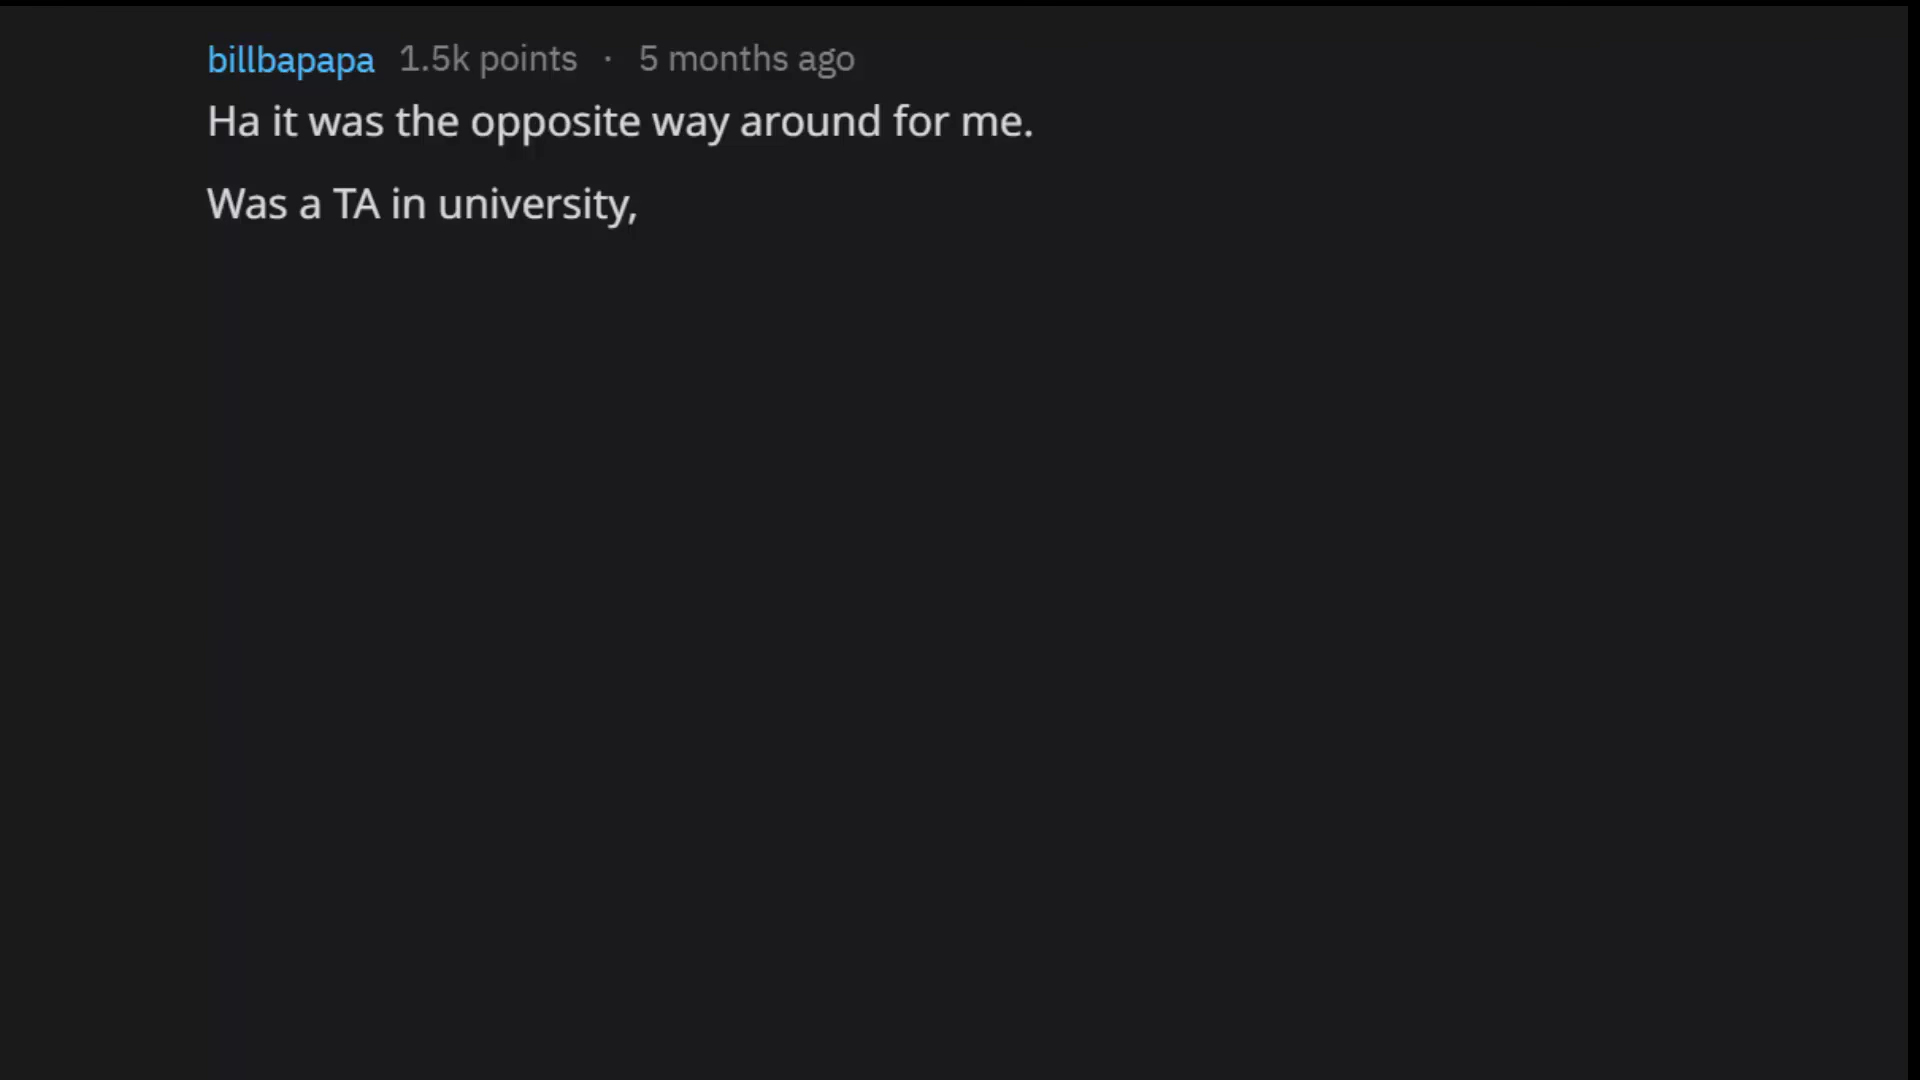 billbapapa 1.5k points · 5 months ago
Ha it was the opposite way around for me.
Was a TA in university,